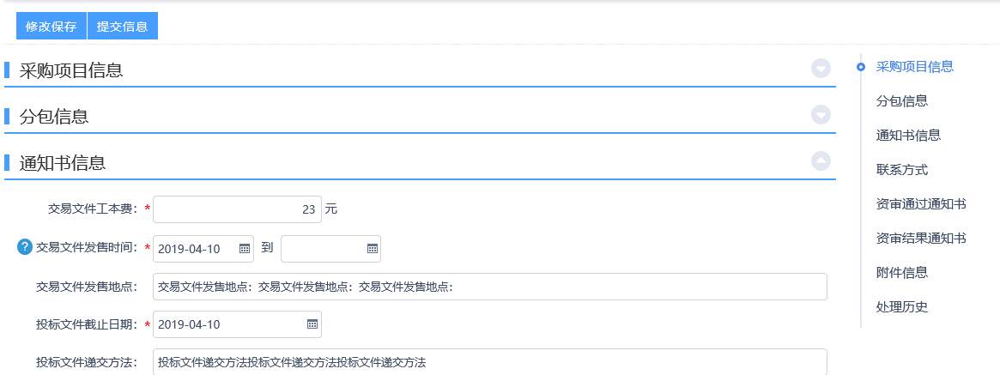 修改保存 提交信息
采购项目信息
分包信息
通知书信息
交易文件工本费：* 23 元
? 交易文件发售时间：* 2019-04-10 到
交易文件发售地点： 交易文件发售地点：交易文件发售地点：交易文件发售地点：
投标文件截止日期：* 2019-04-10
投标文件递交方法： 投标文件递交方法投标文件递交方法投标文件递交方法
采购项目信息
分包信息
通知书信息
联系方式
资审通过通知书
资审结果通知书
附件信息
处理历史